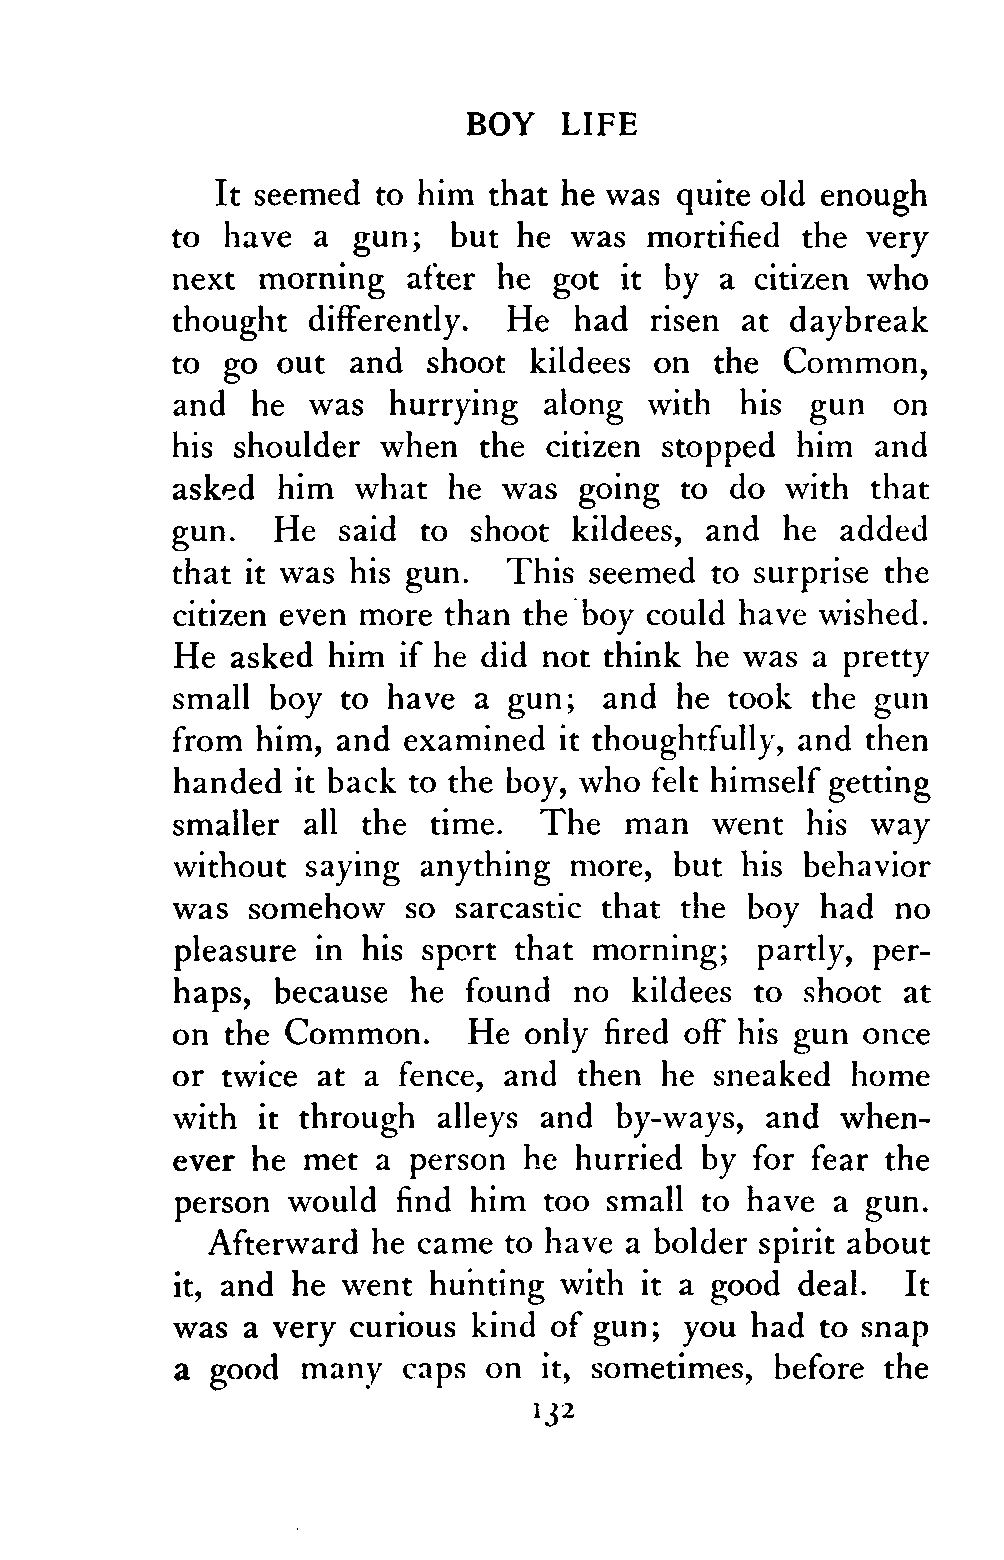 BOY LIFE
It seemed to him that he was quite old enough
to have a gun; but he was mortified the very
next morning after he got it by a citizen who
thought differently. He had risen at daybreak
to go out and shoot kildees on the Common,
and he was hurrying along with his gun on
his shoulder when the citizen stopped him and
asked him what he was going to do with that
gun. He said to shoot kildees, and he added
that it was his gun. This seemed to surprise the
citizen even more than the boy could have wished.
He asked him if he did not think he was a pretty
small boy to have a gun; and he took the gun
from him, and examined it thoughtfully, and then
handed it back to the boy, who felt himself getting
smaller all the time. The man went his way
without saying anything more, but his behavior
was somehow so sarcastic that the boy had no
pleasure in his sport that morning; partly, per-
haps, because he found no kildees to shoot at
on the Common. He only fired off his gun once
or twice at a fence, and then he sneaked home
with it through alleys and by-ways, and when-
ever he met a person he hurried by for fear the
person would find him too small to have a gun.
Afterward he came to have a bolder spirit about
it, and he went hunting with it a good deal. It
was a very curious kind of gun; you had to snap
a good many caps on it, sometimes, before the
132